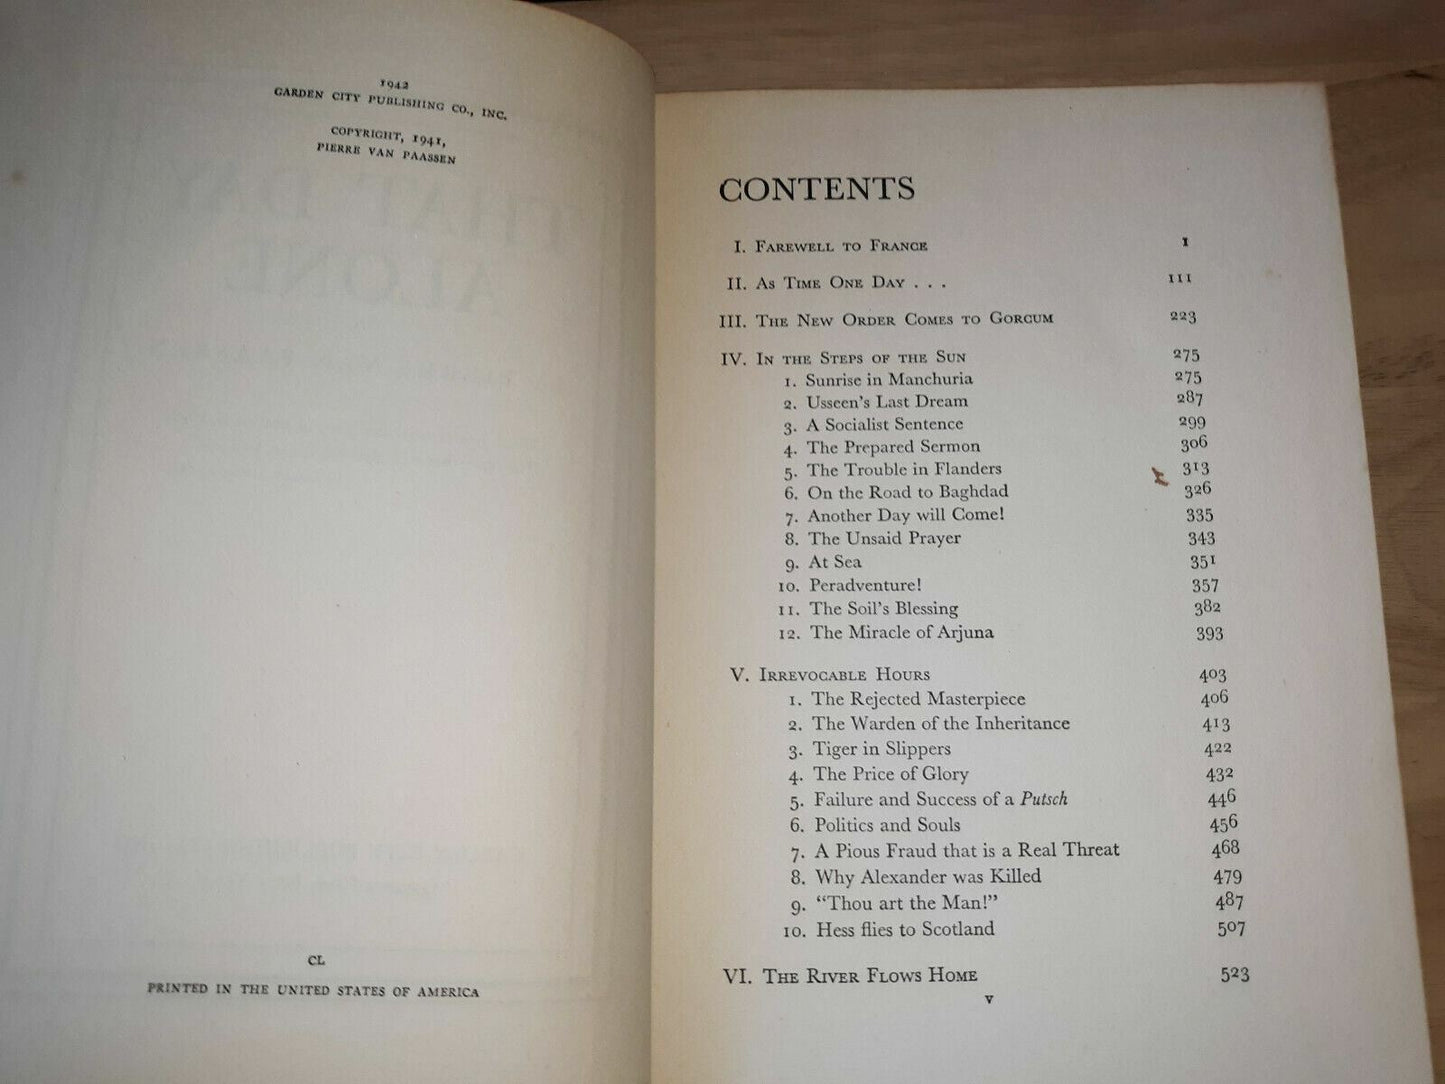 1942
GARDEN CITY PUBLISHING CO., INC.
COPYRIGHT, 1941,
PIERRE VAN PAASSEN
CL
PRINTED IN THE UNITED STATES OF AMERICA
CONTENTS
I. FAREWELL TO FRANCE 1
II. AS TIME ONE DAY . . . 111
III. THE NEW ORDER COMES TO GORCUM 223
IV. IN THE STEPS OF THE SUN 275
1. Sunrise in Manchuria 275
2. Usseen's Last Dream 287
3. A Socialist Sentence 299
4. The Prepared Sermon 306
5. The Trouble in Flanders 313
6. On the Road to Baghdad 326
7. Another Day will Come! 335
8. The Unsaid Prayer 343
9. At Sea 351
10. Peradventure! 357
11. The Soil's Blessing 382
12. The Miracle of Arjuna 393
V. IRREVOCABLE HOURS 403
1. The Rejected Masterpiece 406
2. The Warden of the Inheritance 413
3. Tiger in Slippers 422
4. The Price of Glory 432
5. Failure and Success of a Putsch 446
6. Politics and Souls 456
7. A Pious Fraud that is a Real Threat 468
8. Why Alexander was Killed 479
9. “Thou art the Man!” 487
10. Hess flies to Scotland 507
VI. THE RIVER FLOWS HOME 523
v